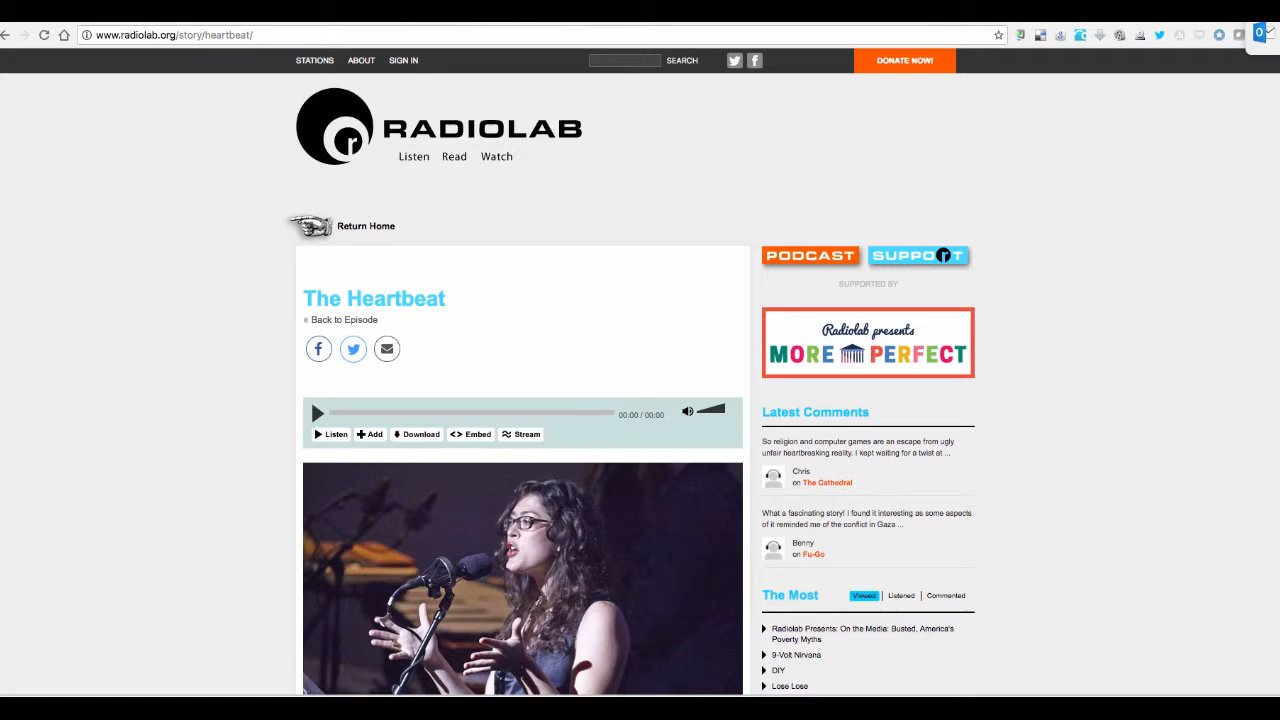 www.radiolab.org/story/heartbeat/
STATIONS ABOUT SIGN IN SEARCH DONATE NOW!
RADIOLAB
Listen Read Watch
Return Home
PODCAST SUPPORT
SUPPORTED BY
The Heartbeat
« Back to Episode
Radiolab presents
MORE PERFECT
00:00 / 00:00
Listen Add Download Embed Stream
Latest Comments
So religion and computer games are an escape from ugly
unfair heartbreaking reality. I kept waiting for a twist at ...
Chris
on The Cathedral
What a fascinating story! I found it interesting as some aspects
of it reminded me of the conflict in Gaza ...
Benny
on Fu-Go
The Most Viewed Listened Commented
Radiolab Presents: On the Media: Busted, America's
Poverty Myths
9-Volt Nirvana
DIY
Lose Lose